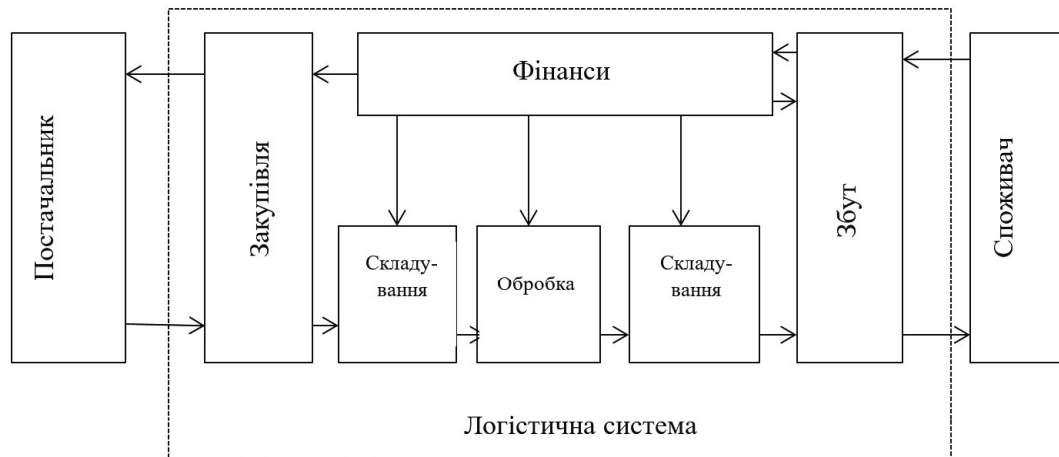 Постачальник
Закупівля
Фінанси
Складу-
вання
Обробка
Складу-
вання
Збут
Споживач
Логістична система